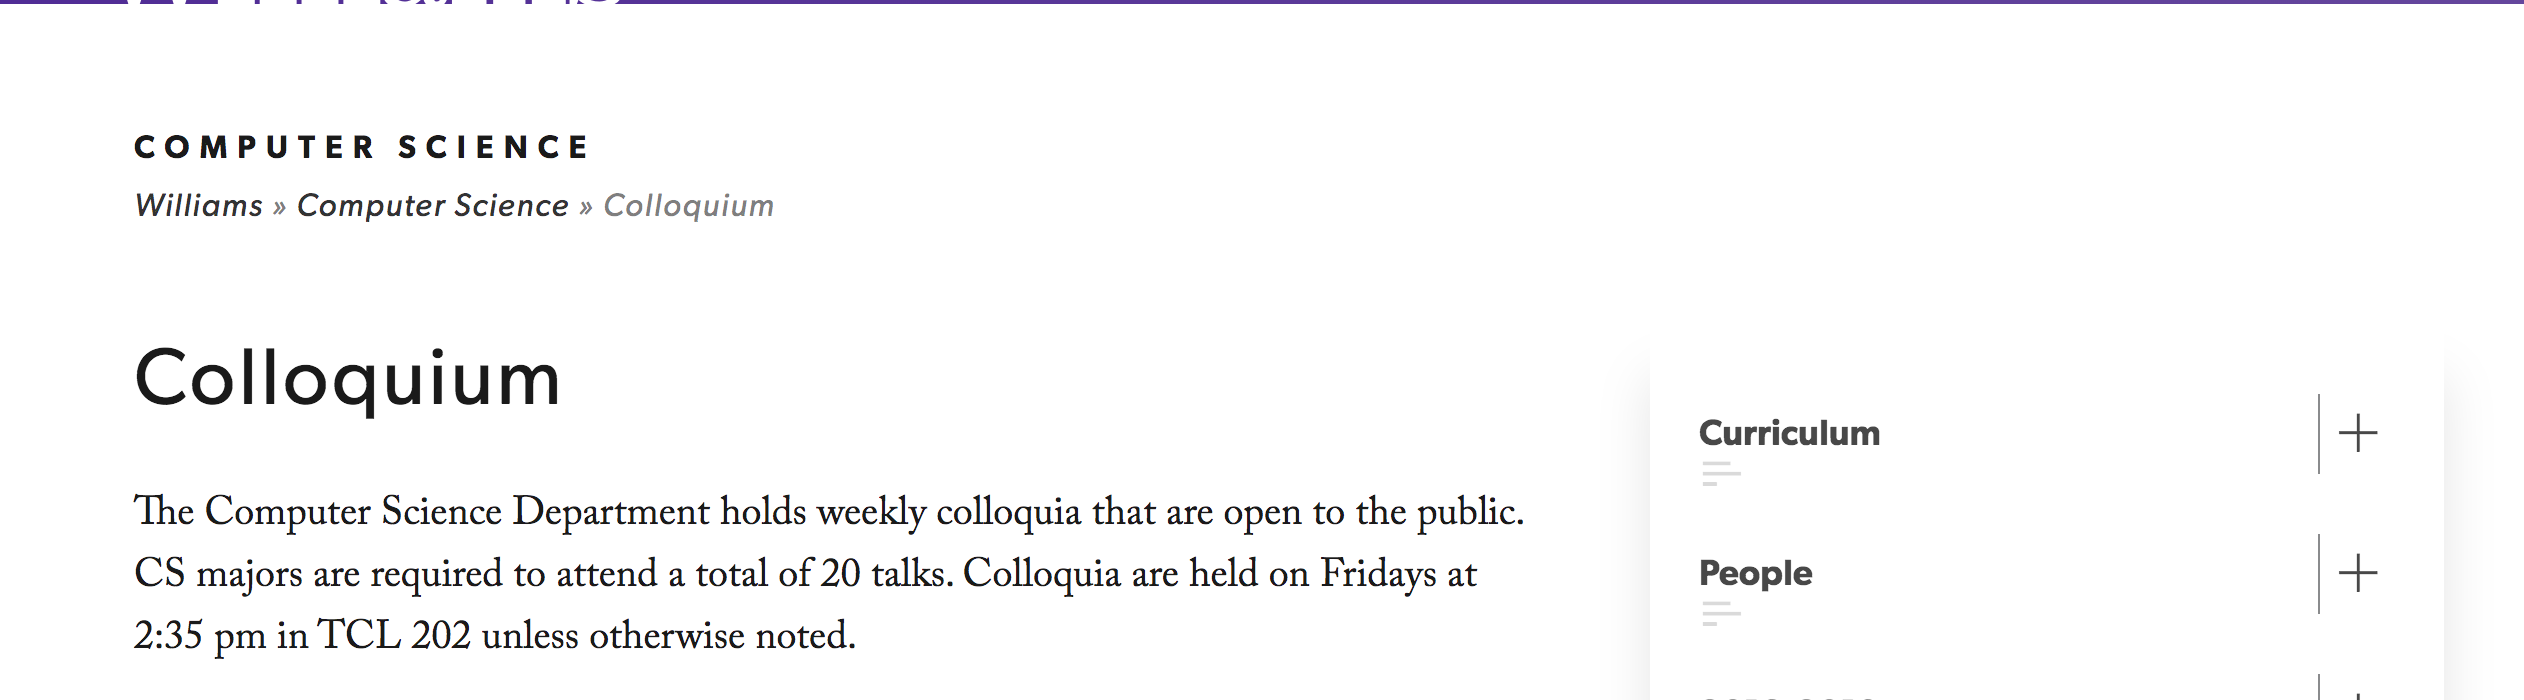 COMPUTER SCIENCE
Williams » Computer Science » Colloquium
Colloquium
The Computer Science Department holds weekly colloquia that are open to the public.
CS majors are required to attend a total of 20 talks. Colloquia are held on Fridays at
2:35 pm in TCL 202 unless otherwise noted.
Curriculum
People